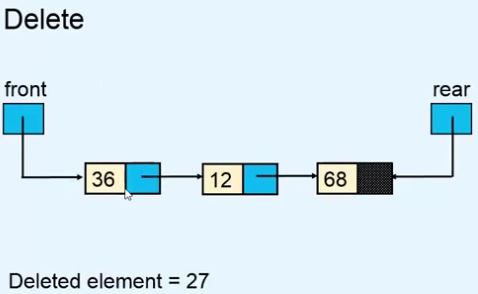 Delete
front rear
36 12 68
Deleted element = 27